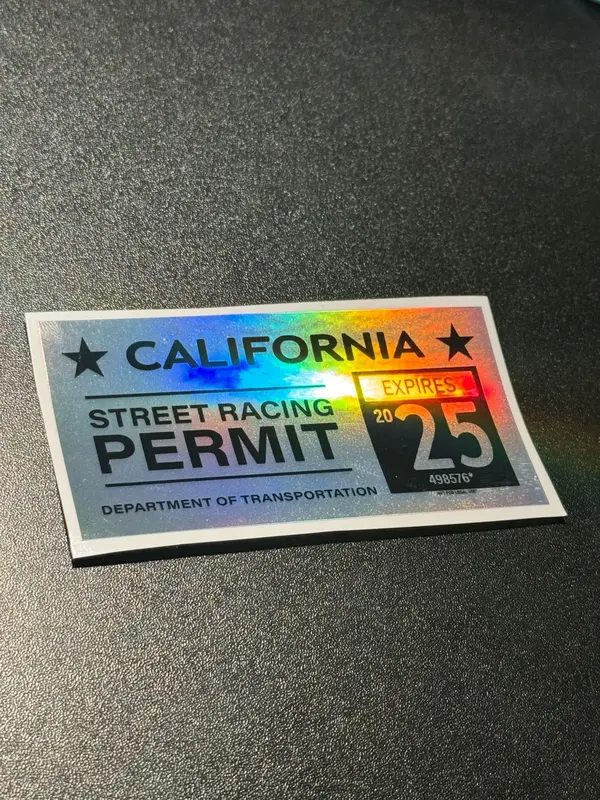 ★ CALIFORNIA ★
STREET RACING
PERMIT
DEPARTMENT OF TRANSPORTATION
EXPIRES
20 25
498576*